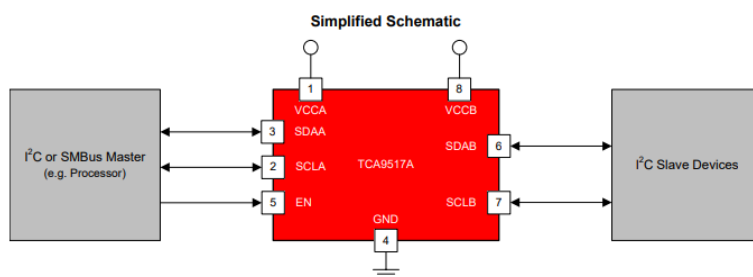 Simplified Schematic
1
8
VCCA
VCCB
I²C or SMBus Master
(e.g. Processor)
3
SDAA
2
SCLA
5
EN
TCA9517A
SDAB
6
SCLB
7
GND
4
I²C Slave Devices